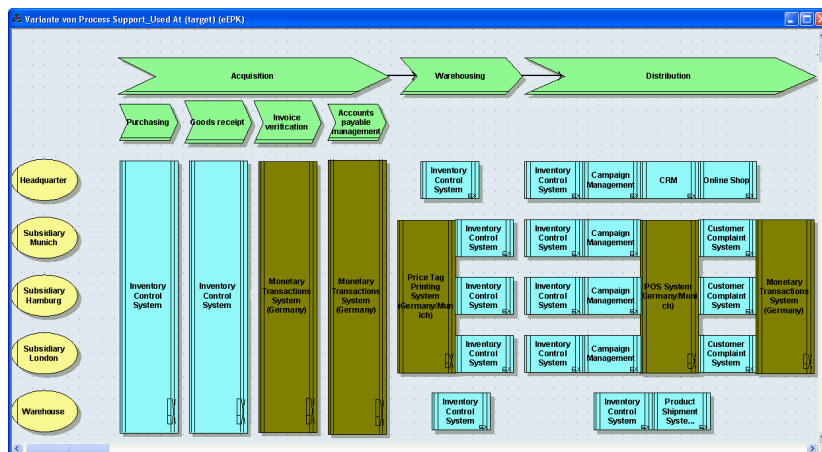 Variante von Process Support_Used At (target) (eEPK)
Acquisition
Warehousing
Distribution
Purchasing
Goods receipt
Invoice
verification
Accounts
payable
management
Headquarter
Inventory
Control
System
Inventory
Control
System
Campaign
Management
CRM
Online Shop
Subsidiary
Munich
Inventory
Control
System
Inventory
Control
System
Campaign
Management
Customer
Complaint
System
Subsidiary
Hamburg
Inventory
Control
System
Inventory
Control
System
Monetary
Transactions
System
(Germany)
Monetary
Transactions
System
(Germany)
Price Tag
Printing
System
(Germany/Mun
ich)
Inventory
Control
System
Inventory
Control
System
Campaign
Management
POS System
(Germany/Mun
ich)
Customer
Complaint
System
Monetary
Transactions
System
(Germany)
Subsidiary
London
Inventory
Control
System
Inventory
Control
System
Campaign
Management
Customer
Complaint
System
Warehouse
Inventory
Control
System
Inventory
Control
System
Product
Shipment
Syste...